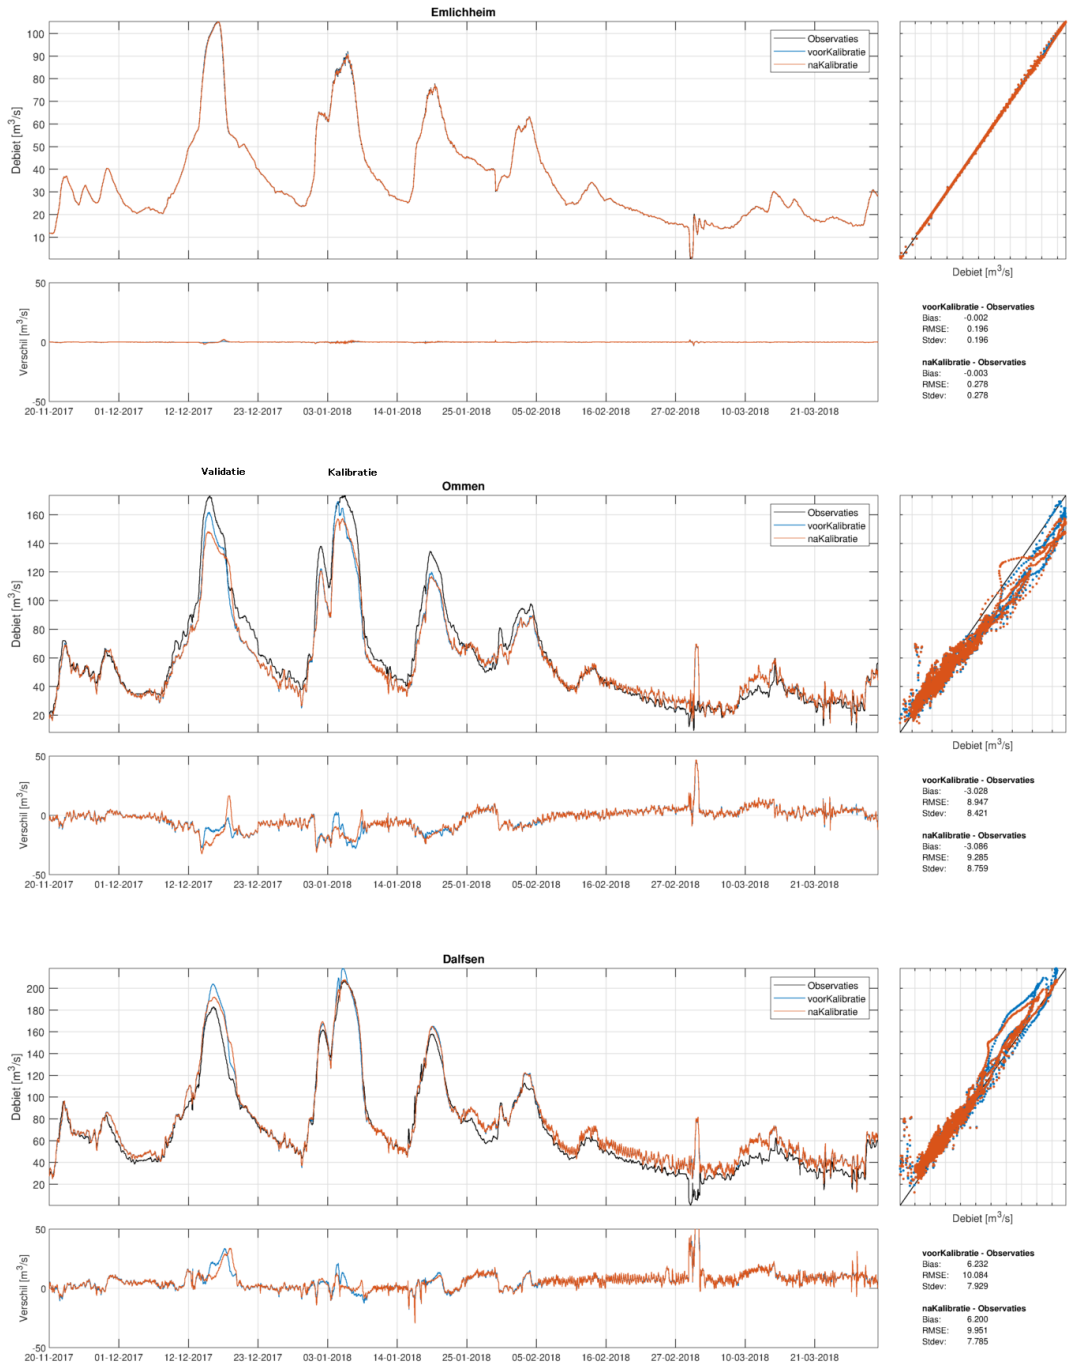 Emlichheim
Observaties
voorKalibratie
naKalibratie
Debiet [m³/s]
100
90
80
70
60
50
40
30
20
10
Debiet [m³/s]
Verschil [m³/s]
50
0
-50
20-11-2017 01-12-2017 12-12-2017 23-12-2017 03-01-2018 14-01-2018 25-01-2018 05-02-2018 16-02-2018 27-02-2018 10-03-2018 21-03-2018
voorKalibratie - Observaties
Bias: -0.002
RMSE: 0.196
Stdev: 0.196
naKalibratie - Observaties
Bias: -0.003
RMSE: 0.278
Stdev: 0.278
Validatie Kalibratie
Ommen
Observaties
voorKalibratie
naKalibratie
Debiet [m³/s]
160
140
120
100
80
60
40
20
Debiet [m³/s]
Verschil [m³/s]
50
0
-50
20-11-2017 01-12-2017 12-12-2017 23-12-2017 03-01-2018 14-01-2018 25-01-2018 05-02-2018 16-02-2018 27-02-2018 10-03-2018 21-03-2018
voorKalibratie - Observaties
Bias: -3.028
RMSE: 8.947
Stdev: 8.421
naKalibratie - Observaties
Bias: -3.086
RMSE: 9.285
Stdev: 8.759
Dalfsen
Observaties
voorKalibratie
naKalibratie
Debiet [m³/s]
200
180
160
140
120
100
80
60
40
20
Debiet [m³/s]
Verschil [m³/s]
50
0
-50
20-11-2017 01-12-2017 12-12-2017 23-12-2017 03-01-2018 14-01-2018 25-01-2018 05-02-2018 16-02-2018 27-02-2018 10-03-2018 21-03-2018
voorKalibratie - Observaties
Bias: 6.232
RMSE: 10.084
Stdev: 7.929
naKalibratie - Observaties
Bias: 6.200
RMSE: 9.951
Stdev: 7.785